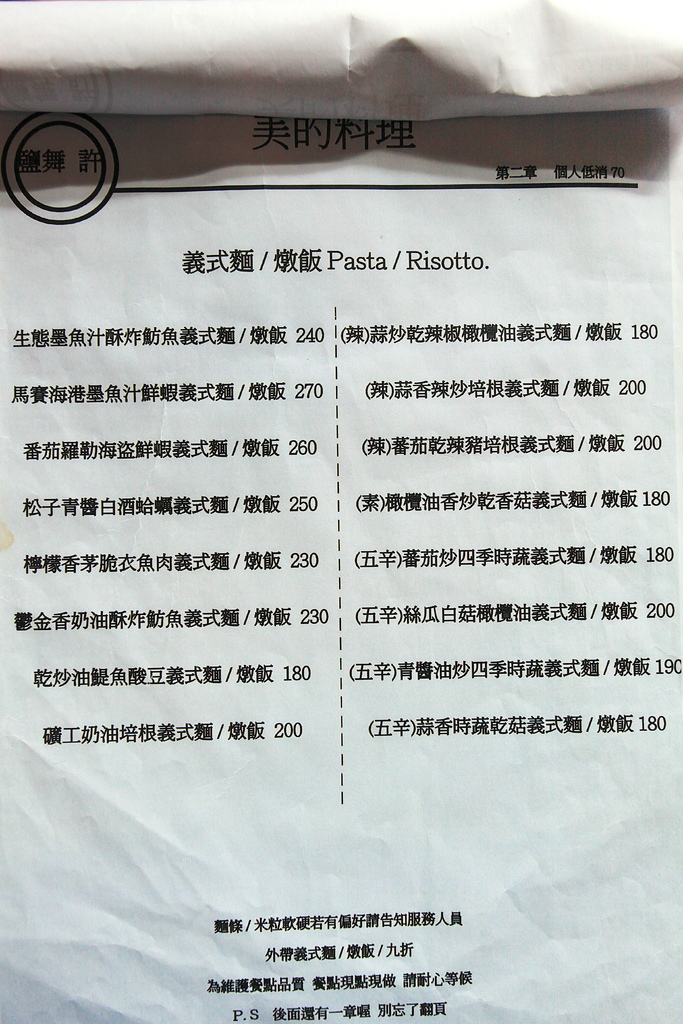 美的料理
鹽舞 許
第二章 個人低消 70
義式麵 / 燉飯 Pasta / Risotto.
生態墨魚汁酥炸魴魚義式麵 / 燉飯 240
馬賽海港墨魚汁鮮蝦義式麵 / 燉飯 270
番茄羅勒海盜鮮蝦義式麵 / 燉飯 260
松子青醬白酒蛤蠣義式麵 / 燉飯 250
檸檬香茅脆衣魚肉義式麵 / 燉飯 230
鬱金香奶油酥炸魴魚義式麵 / 燉飯 230
乾炒油鯷魚酸豆義式麵 / 燉飯 180
礦工奶油培根義式麵 / 燉飯 200
(辣)蒜炒乾辣椒橄欖油義式麵 / 燉飯 180
(辣)蒜香辣炒培根義式麵 / 燉飯 200
(辣)蕃茄乾辣豬培根義式麵 / 燉飯 200
(素)橄欖油香炒乾香菇義式麵 / 燉飯 180
(五辛)蕃茄炒四季時蔬義式麵 / 燉飯 180
(五辛)絲瓜白菇橄欖油義式麵 / 燉飯 200
(五辛)青醬油炒四季時蔬義式麵 / 燉飯 190
(五辛)蒜香時蔬乾菇義式麵 / 燉飯 180
麵條 / 米粒軟硬若有偏好請告知服務人員
外帶義式麵 / 燉飯 / 九折
為維護餐點品質 餐點現點現做 請耐心等候
P.S 後面還有一章喔 別忘了翻頁